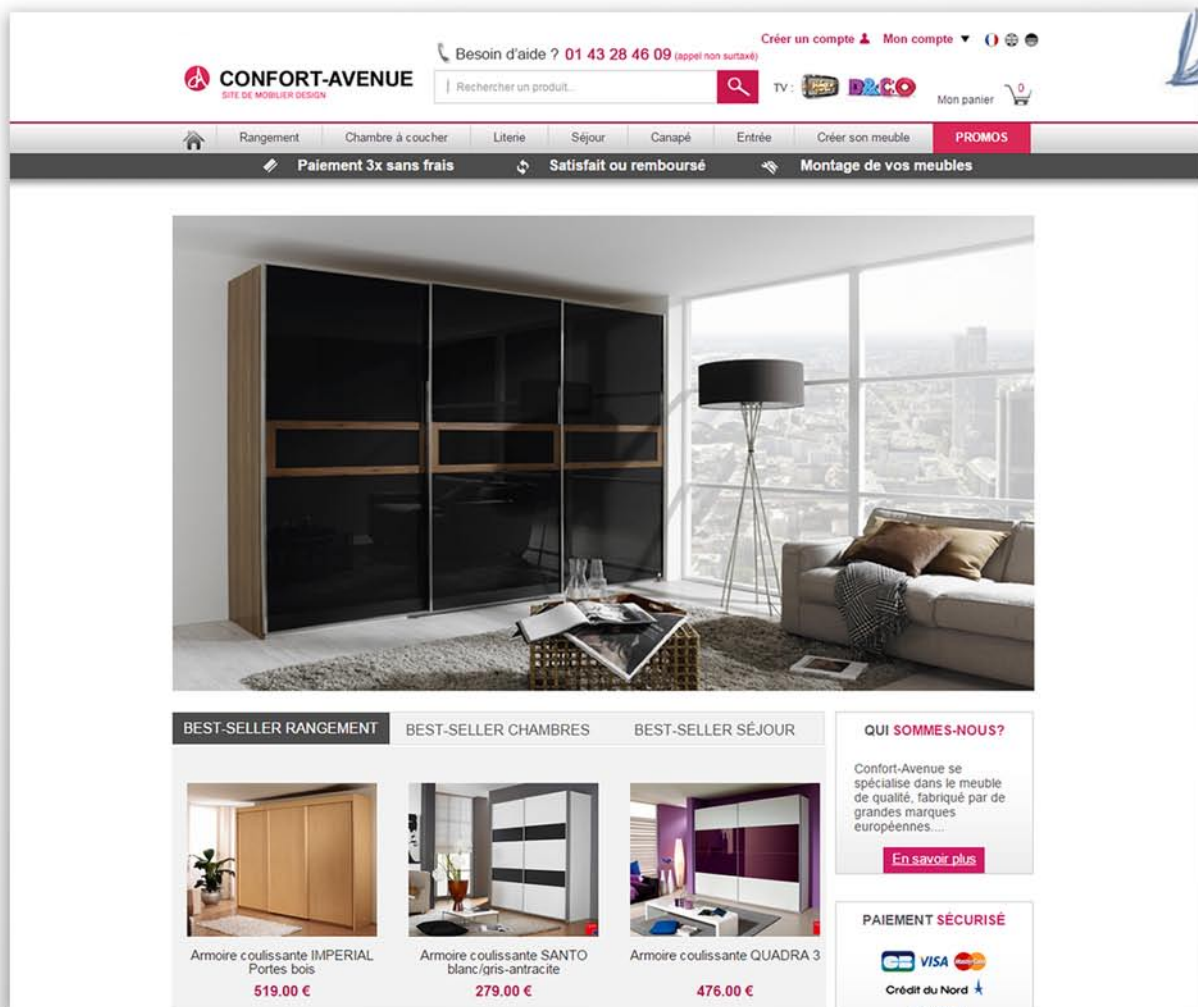 Créer un compte Mon compte
Besoin d'aide ? 01 43 28 46 09 (appel non surtaxé)
CONFORT-AVENUE
SITE DE MOBILIER DESIGN
Rechercher un produit...
TV : D&CO
Mon panier 0
Rangement Chambre à coucher Literie Séjour Canapé Entrée Créer son meuble PROMOS
Paiement 3x sans frais Satisfait ou remboursé Montage de vos meubles
BEST-SELLER RANGEMENT BEST-SELLER CHAMBRES BEST-SELLER SÉJOUR
Armoire coulissante IMPERIAL
Portes bois
519.00 €
Armoire coulissante SANTO
blanc/gris-antracite
279.00 €
Armoire coulissante QUADRA 3
476.00 €
QUI SOMMES-NOUS?
Confort-Avenue se
spécialise dans le meuble
de qualité, fabriqué par de
grandes marques
européennes....
En savoir plus
PAIEMENT SÉCURISÉ
CB VISA MasterCard
Crédit du Nord